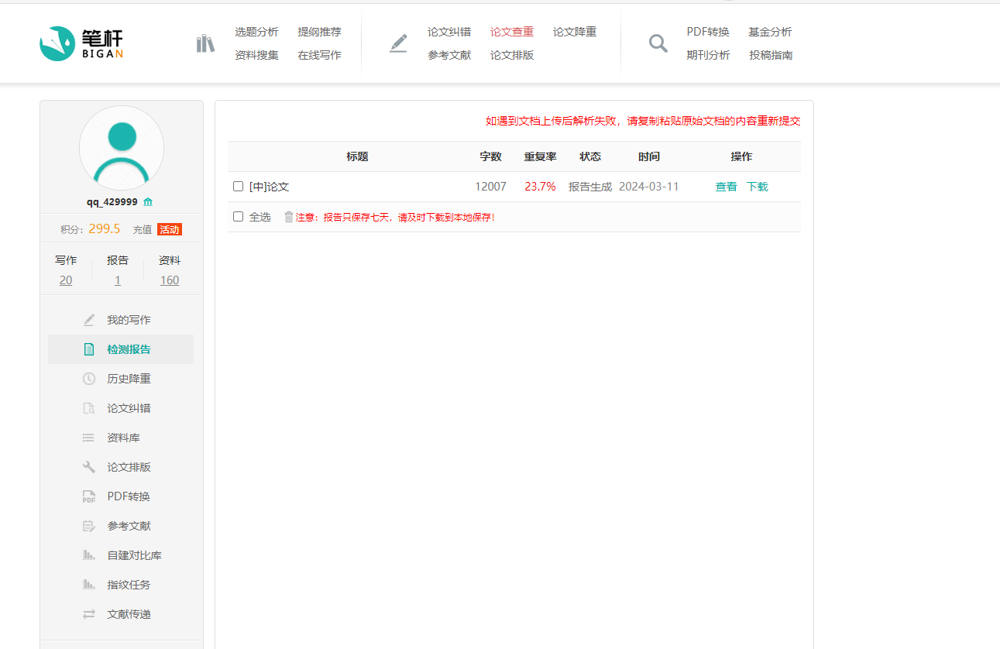 笔杆
BIGAN
选题分析 提纲推荐
资料搜集 在线写作
论文纠错 论文查重 论文降重
参考文献 论文排版
PDF转换 基金分析
期刊分析 投稿指南
qq_429999
积分：299.5 充值 活动
写作 报告 资料
20 1 160
我的写作
检测报告
历史降重
论文纠错
资料库
论文排版
PDF转换
参考文献
自建对比库
指纹任务
文献传递
如遇到文档上传后解析失败，请复制粘贴原始文档的内容重新提交
标题 字数 重复率 状态 时间 操作
[中]论文 12007 23.7% 报告生成 2024-03-11 查看 下载
全选 注意：报告只保存七天，请及时下载到本地保存！